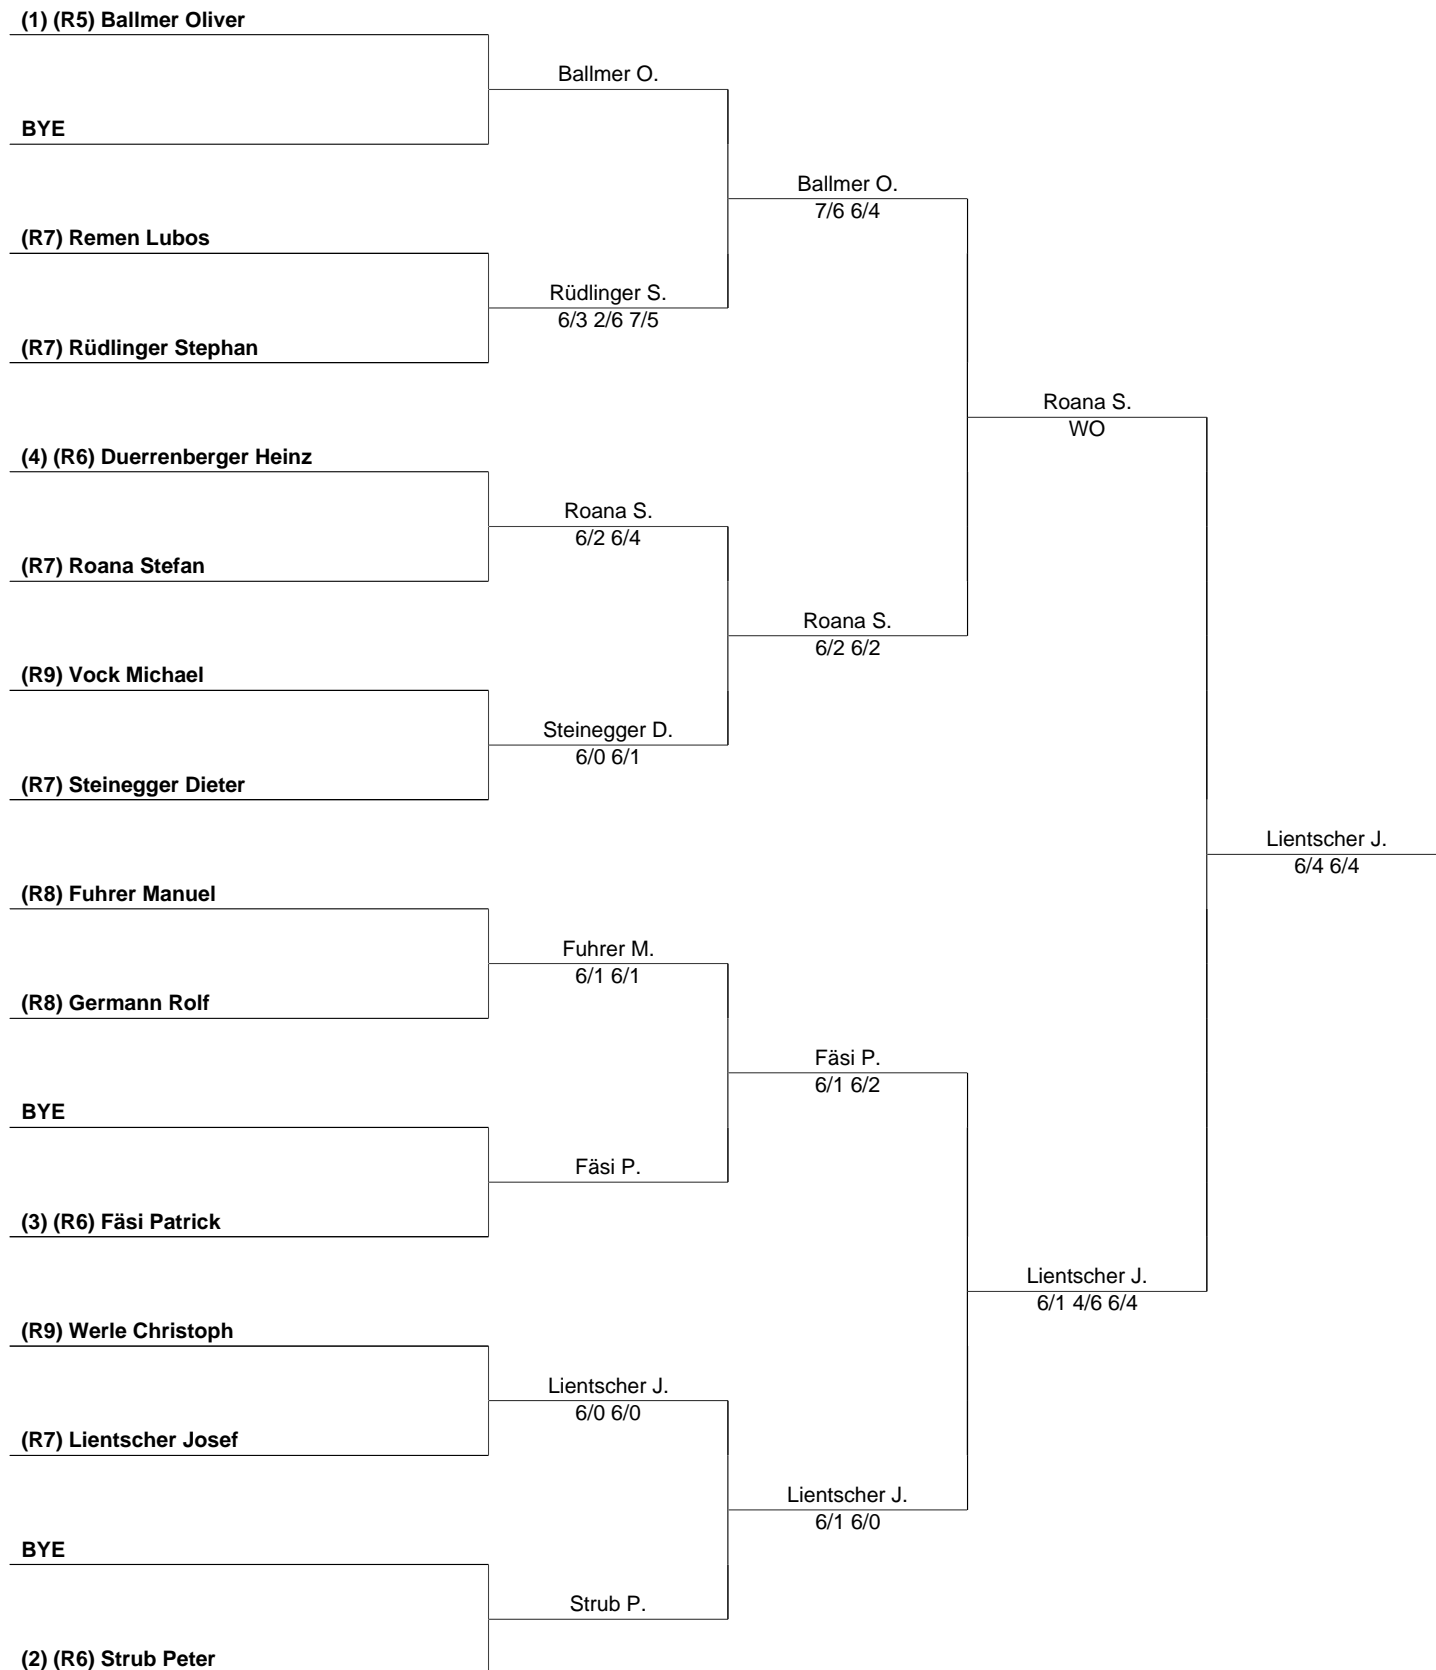 (1) (R5) Ballmer Oliver
Ballmer O.
BYE
Ballmer O.
7/6 6/4
(R7) Remen Lubos
Rüdlinger S.
6/3 2/6 7/5
(R7) Rüdlinger Stephan
Roana S.
WO
(4) (R6) Duerrenberger Heinz
Roana S.
6/2 6/4
(R7) Roana Stefan
Roana S.
6/2 6/2
(R9) Vock Michael
Steinegger D.
6/0 6/1
(R7) Steinegger Dieter
Lientscher J.
6/4 6/4
(R8) Fuhrer Manuel
Fuhrer M.
6/1 6/1
(R8) Germann Rolf
Fäsi P.
6/1 6/2
BYE
Fäsi P.
(3) (R6) Fäsi Patrick
Lientscher J.
6/1 4/6 6/4
(R9) Werle Christoph
Lientscher J.
6/0 6/0
(R7) Lientscher Josef
Lientscher J.
6/1 6/0
BYE
Strub P.
(2) (R6) Strub Peter